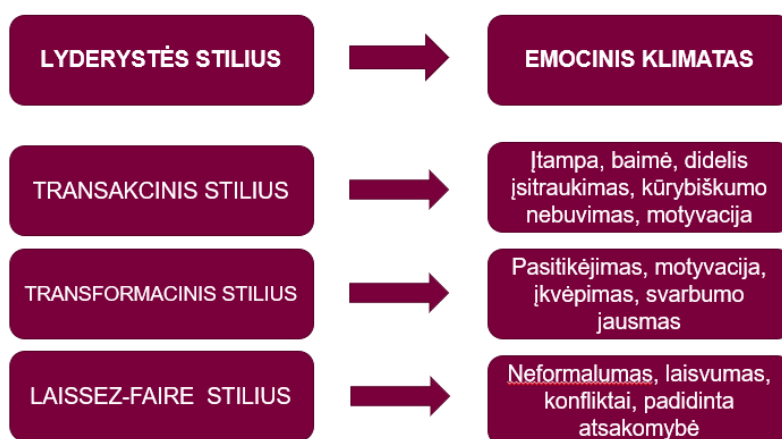 LYDERYSTĖS STILIUS
EMOCINIS KLIMATAS
TRANSAKCINIS STILIUS
Įtampa, baimė, didelis
įsitraukimas, kūrybiškumo
nebuvimas, motyvacija
TRANSFORMACINIS STILIUS
Pasitikėjimas, motyvacija,
įkvėpimas, svarbumo
jausmas
LAISSEZ-FAIRE STILIUS
Neformalumas, laisvumas,
konfliktai, padidinta
atsakomybė